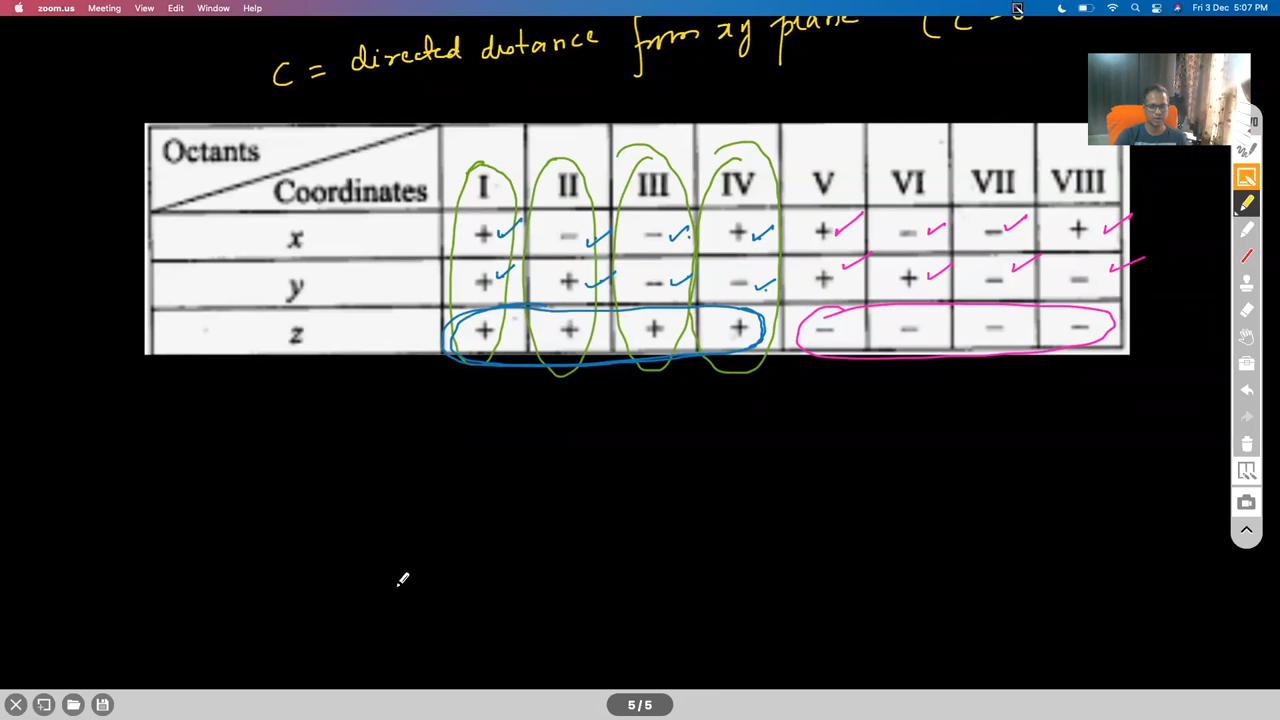 zoom.us Meeting View Edit Window Help Fri 3 Dec 5:07 PM
C = directed distance from xy plane
Octants Coordinates I II III IV V VI VII VIII
x + − − + + − − +
y + + − − + + − −
z + + + + − − − −
5/5